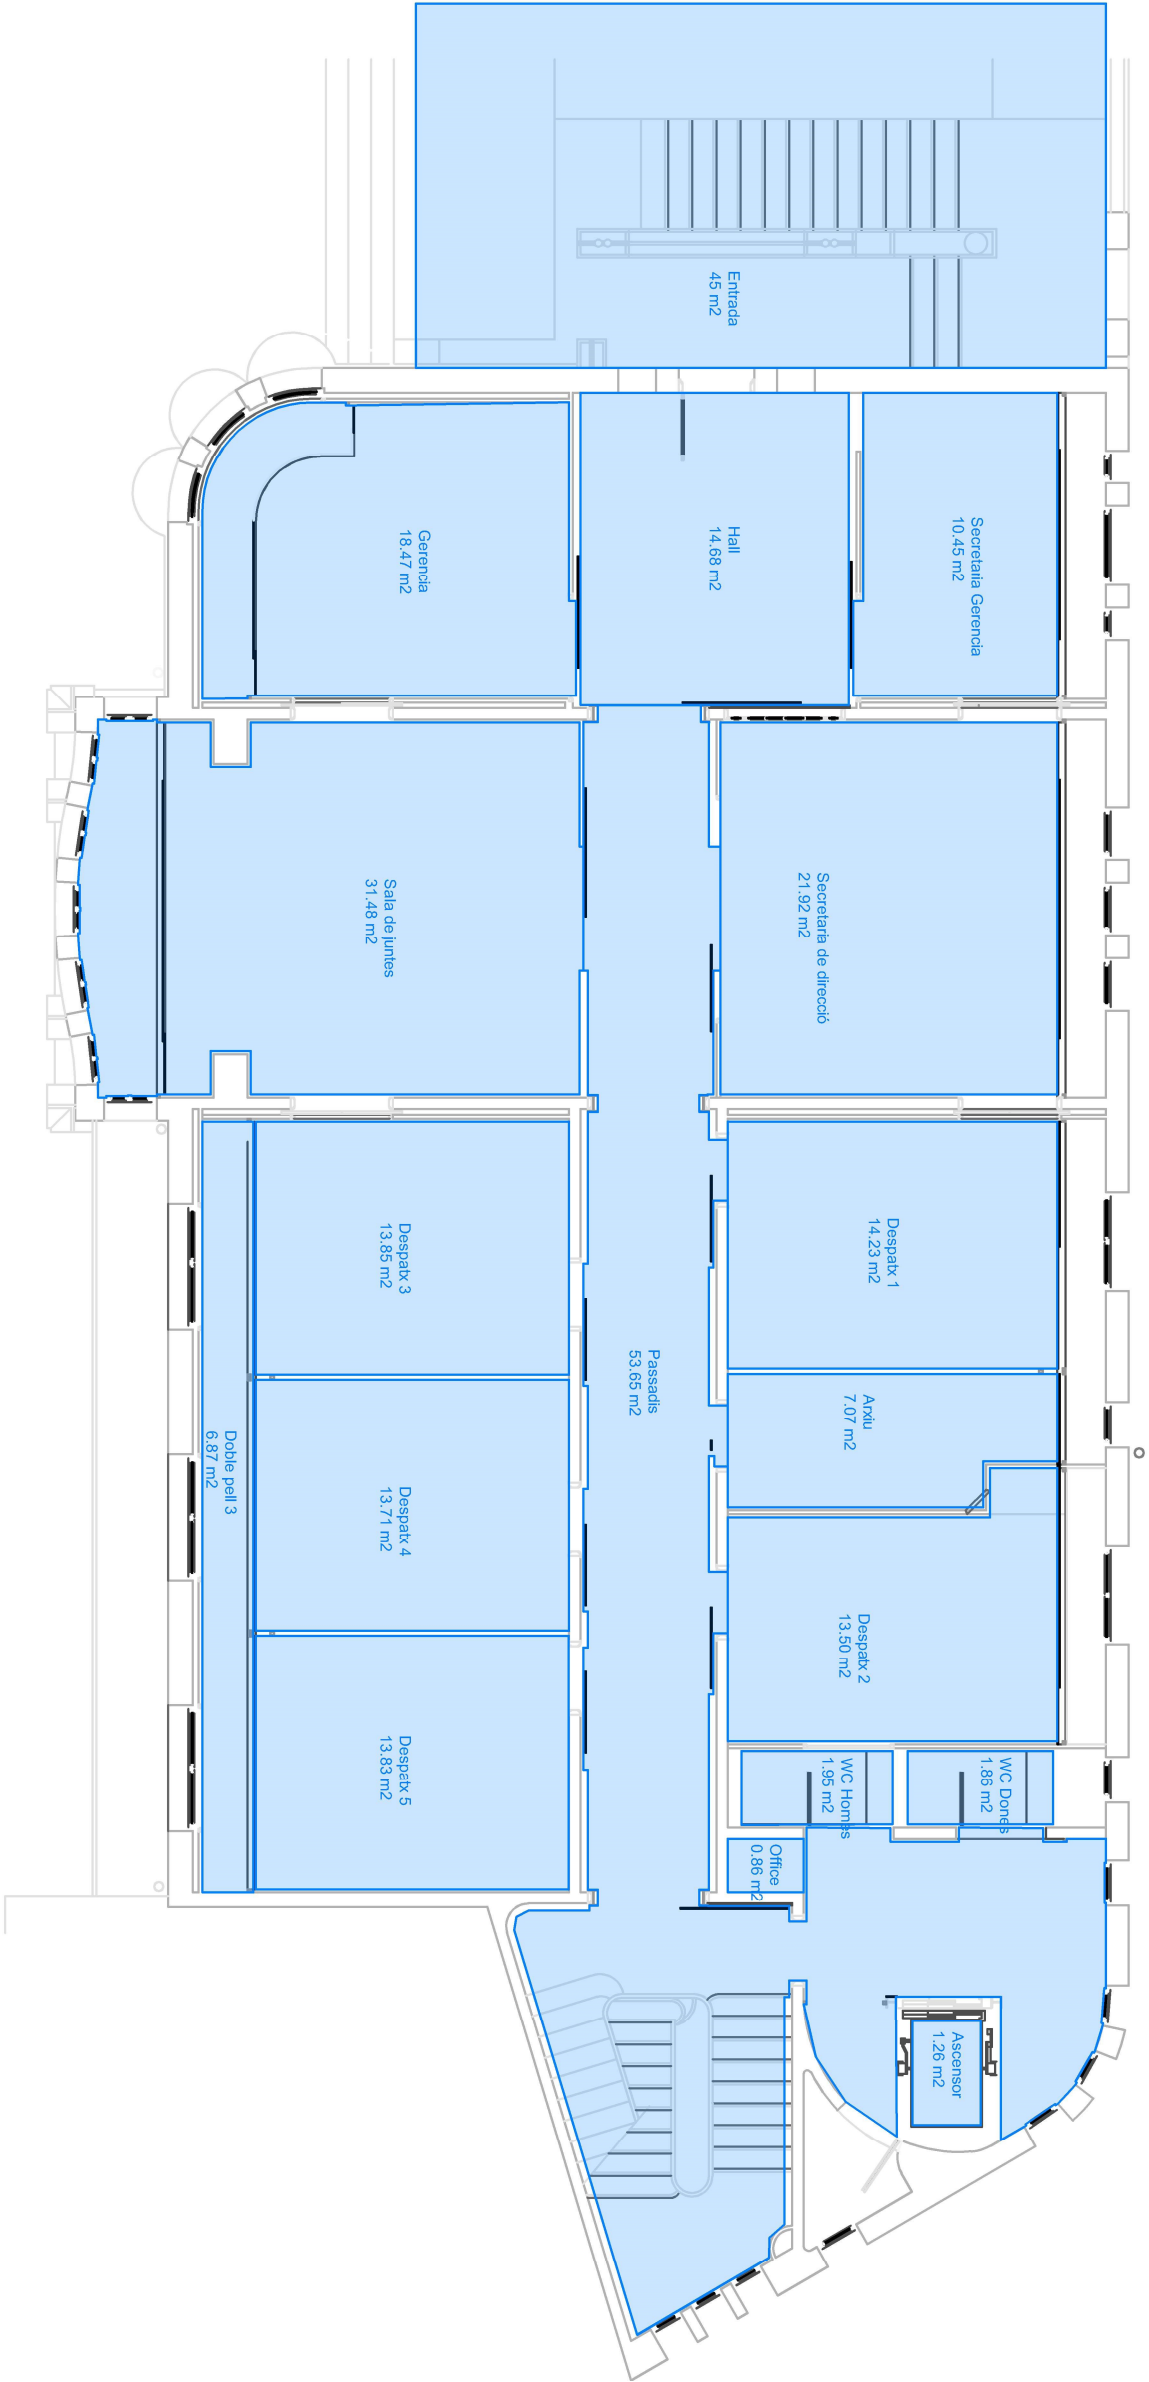 Entrada
45 m2
Secretaria Gerencia
10.45 m2
Hall
14.68 m2
Gerencia
18.47 m2
Secretaria de direcció
21.92 m2
Sala de juntes
31.48 m2
Despatx 1
14.23 m2
Despatx 3
13.85 m2
Passadis
53.65 m2
Arxiu
7.07 m2
Doble pell 3
6.87 m2
Despatx 4
13.71 m2
Despatx 2
13.50 m2
Despatx 5
13.83 m2
WC Homes
1.95 m2
WC Dones
1.86 m2
Office
0.86 m2
Ascensor
1.26 m2